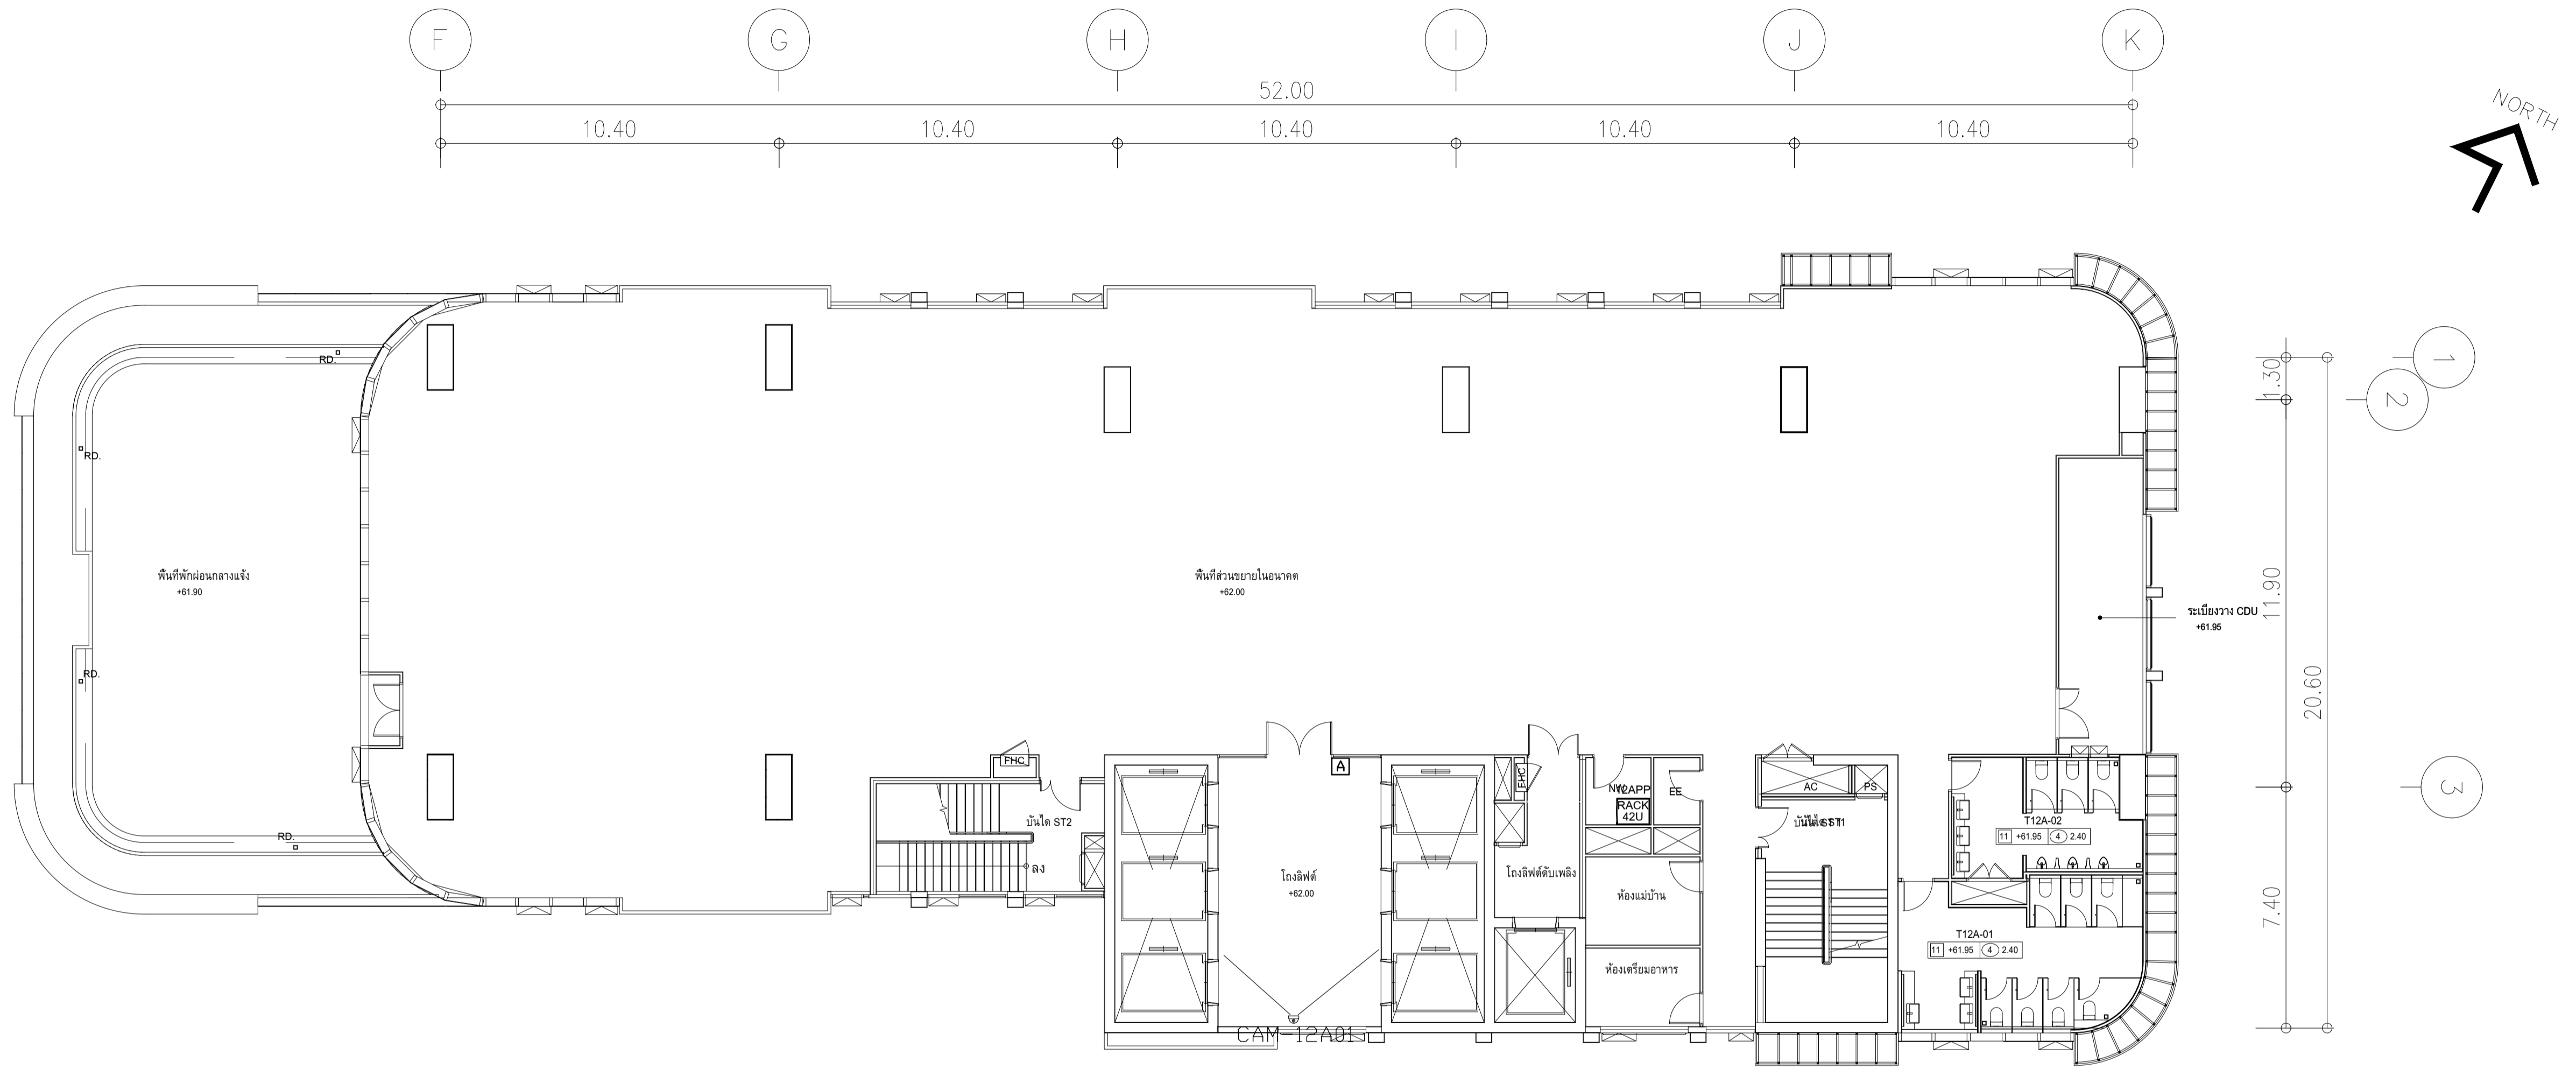 F G H I J K
52.00
10.40 10.40 10.40 10.40 10.40
NORTH
1
2
3
1.30
11.90
20.60
7.40
RD.
RD.
RD.
RD.
พื้นที่พักผ่อนกลางแจ้ง
+61.90
พื้นที่ส่วนขยายในอนาคต
+62.00
ระเบียงวาง CDU
+61.95
FHC
บันได ST2
ลง
A
โถงลิฟต์
+62.00
CAM-12A01
FHC
โถงลิฟต์ดับเพลิง
RACK
42U
EE
ห้องแม่บ้าน
ห้องเตรียมอาหาร
AC
PS
บันได ST1
T12A-02
11 +61.95 4 2.40
T12A-01
11 +61.95 4 2.40